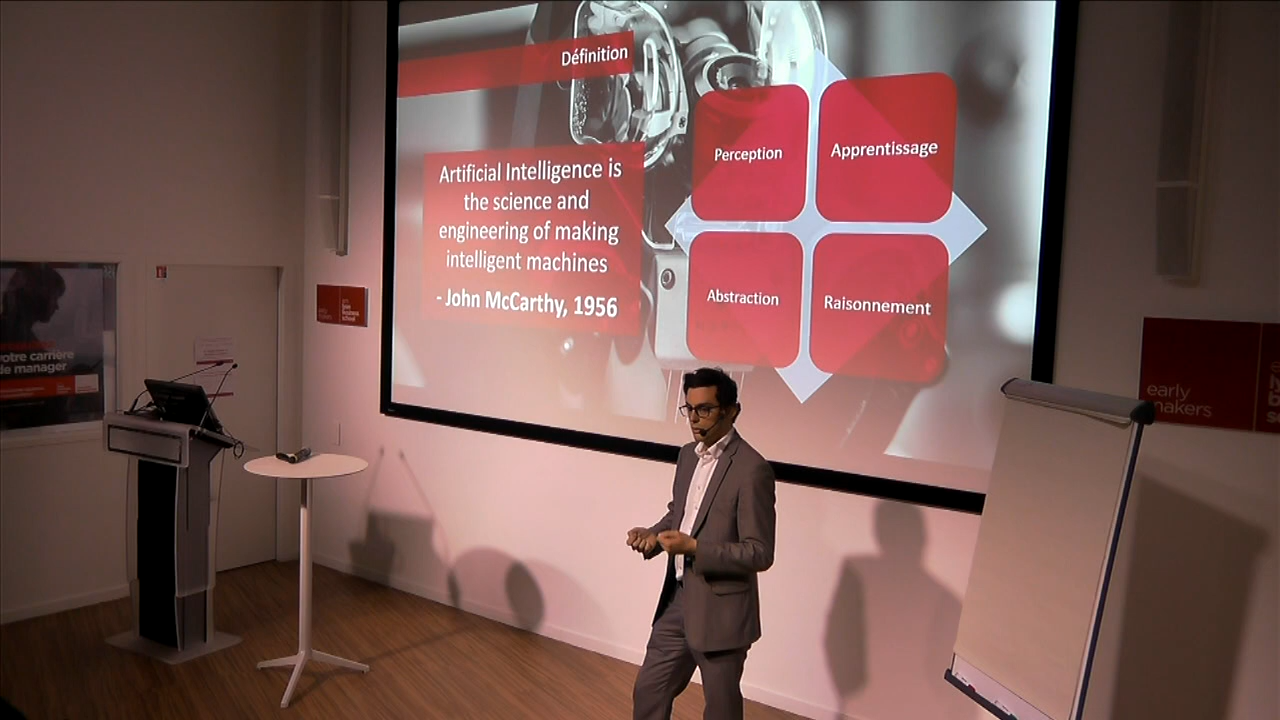 Définition
Artificial Intelligence is
the science and
engineering of making
intelligent machines
- John McCarthy, 1956
Perception
Apprentissage
Abstraction
Raisonnement
votre carrière
de manager
early
makers